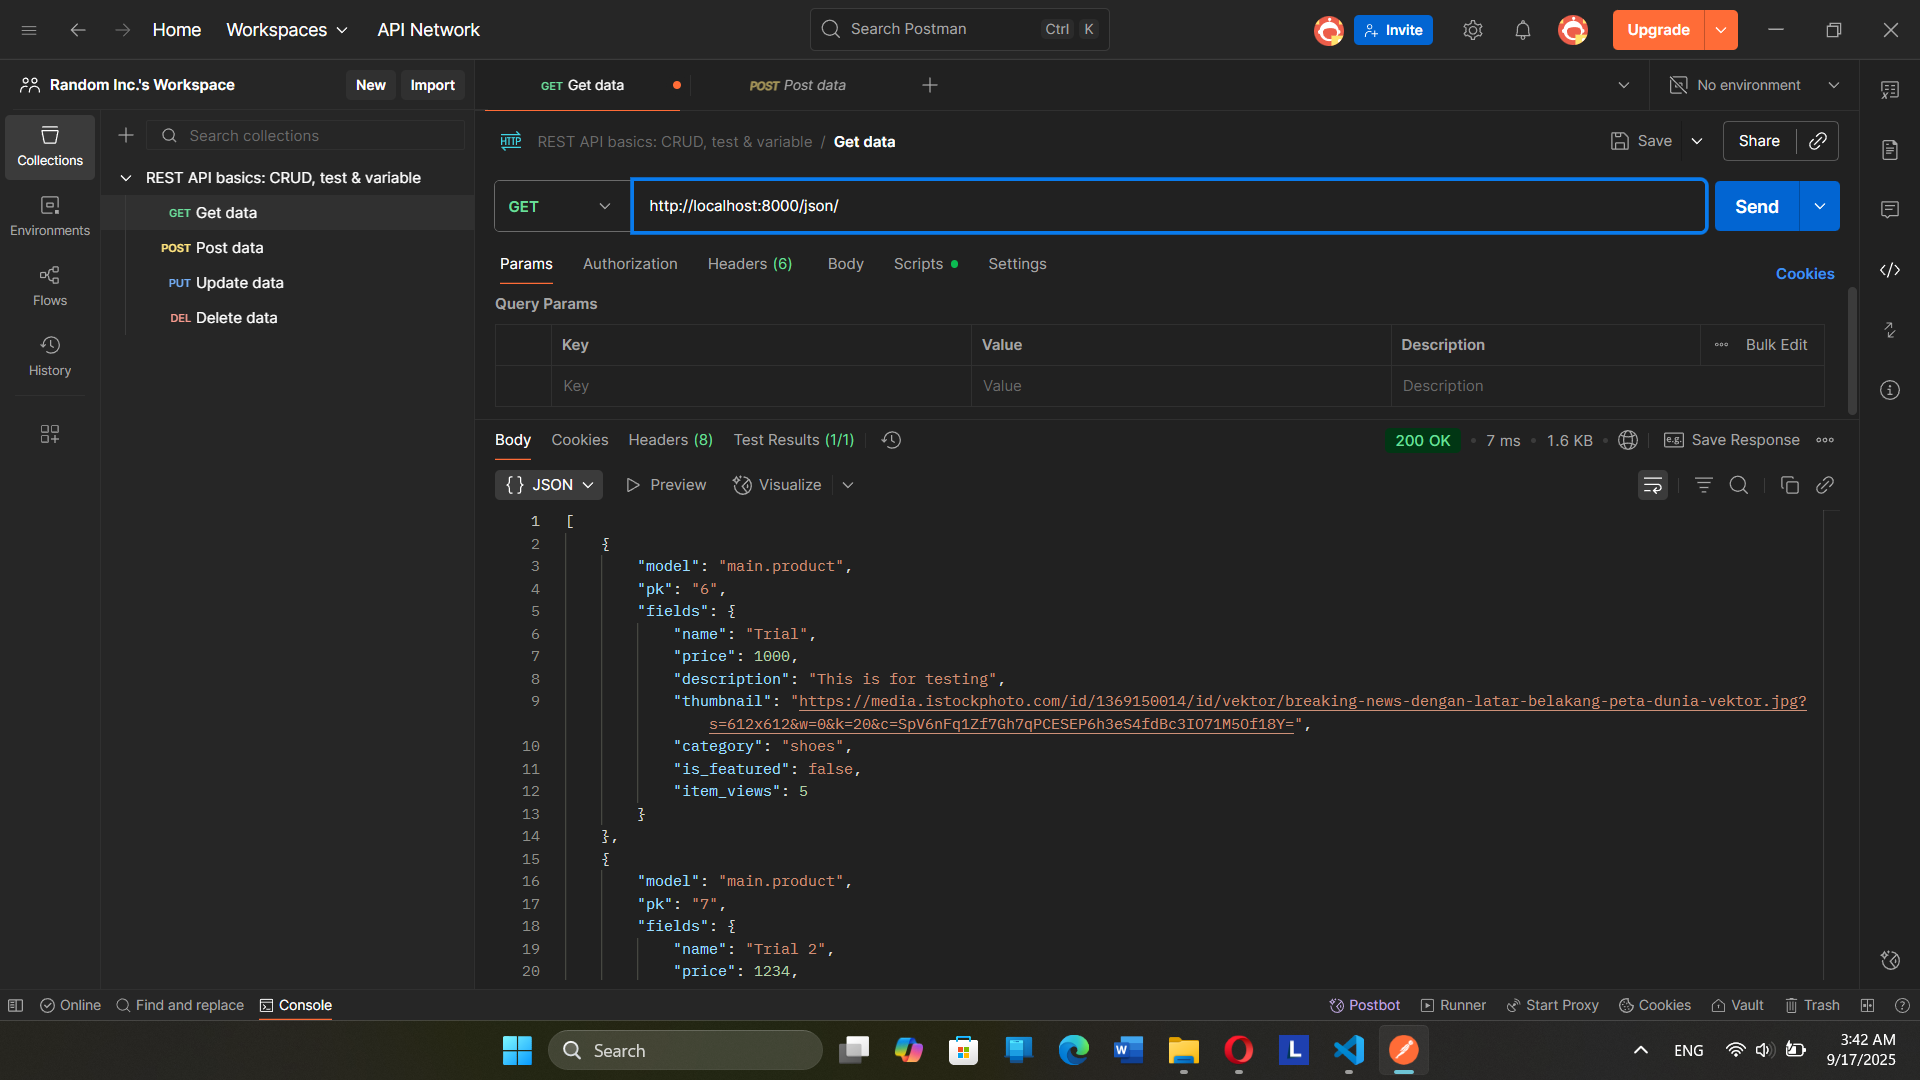 Home
Workspaces
API Network
Search Postman
Ctrl
K
Invite
Upgrade
Random Inc.'s Workspace
New
Import
GET Get data
POST Post data
No environment
Collections
Search collections
REST API basics: CRUD, test & variable / Get data
Save
Share
REST API basics: CRUD, test & variable
GET Get data
POST Post data
PUT Update data
DEL Delete data
Environments
Flows
History
GET
http://localhost:8000/json/
Send
Params
Authorization
Headers (6)
Body
Scripts
Settings
Cookies
Query Params
Key
Value
Description
Bulk Edit
Key
Value
Description
Body
Cookies
Headers (8)
Test Results (1/1)
200 OK
7 ms
1.6 KB
e.g. Save Response
{} JSON
Preview
Visualize
1 [
2 {
3 "model": "main.product",
4 "pk": "6",
5 "fields": {
6 "name": "Trial",
7 "price": 1000,
8 "description": "This is for testing",
9 "thumbnail": "https://media.istockphoto.com/id/1369150014/id/vektor/breaking-news-dengan-latar-belakang-peta-dunia-vektor.jpg?
s=612x612&w=0&k=20&c=SpV6nFq1Zf7Gh7qPCESEP6h3eS4fdBc3IO71M5Of18Y=",
10 "category": "shoes",
11 "is_featured": false,
12 "item_views": 5
13 }
14 },
15 {
16 "model": "main.product",
17 "pk": "7",
18 "fields": {
19 "name": "Trial 2",
20 "price": 1234,
Online
Find and replace
Console
Postbot
Runner
Start Proxy
Cookies
Vault
Trash
Search
ENG
3:42 AM
9/17/2025